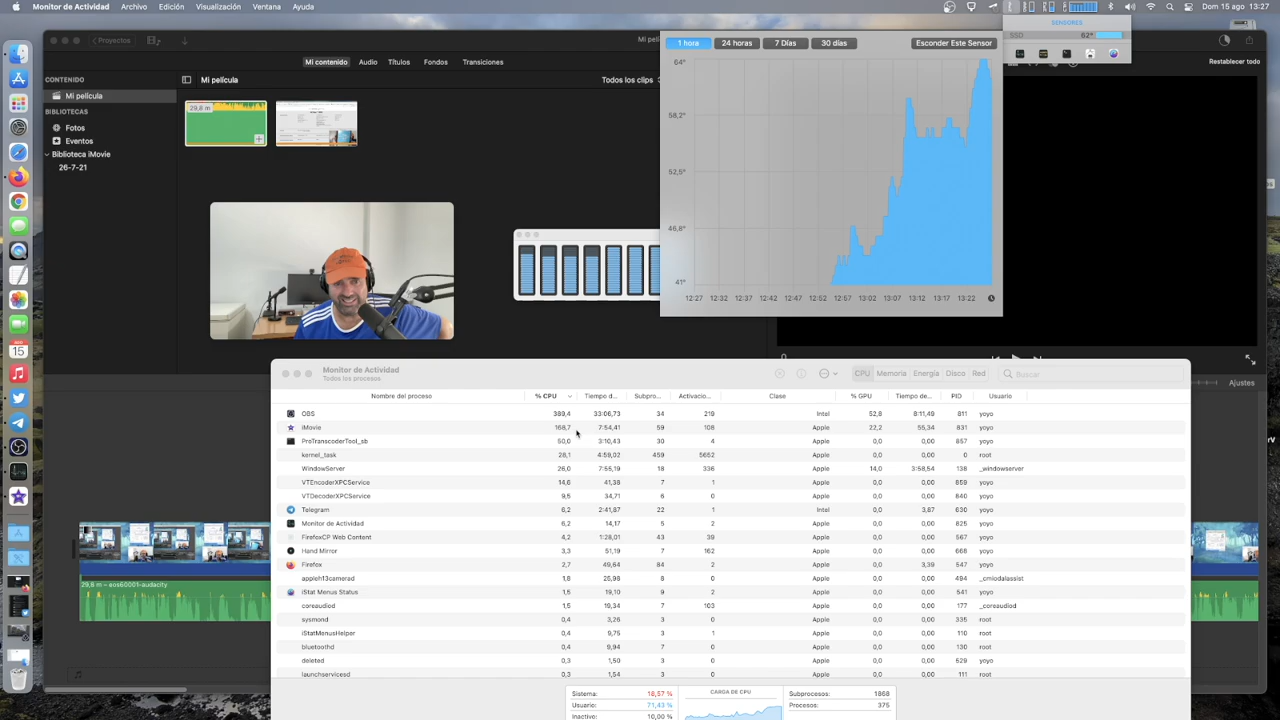 Monitor de Actividad Archivo Edición Visualización Ventana Ayuda
Dom 15 ago 13:27
SENSORES
SSD 62°
Proyectos
Mi contenido Audio Títulos Fondos Transiciones
Restablecer todo
CONTENIDO
Mi película
BIBLIOTECAS
Fotos
Eventos
Biblioteca iMovie
26-7-21
Mi película
Todos los clips
29,8 m
1 hora 24 horas 7 Días 30 días Esconder Este Sensor
64°
58,2°
52,5°
46,8°
41°
12:27 12:32 12:37 12:42 12:47 12:52 12:57 13:02 13:07 13:12 13:17 13:22
Ajustes
Monitor de Actividad
Todos los procesos
CPU Memoria Energía Disco Red
Buscar
Nombre del proceso % CPU Tiempo d... Subpro... Activacio... Clase % GPU Tiempo de... PID Usuario
OBS 389,4 33:06,73 34 219 Intel 52,8 8:11,49 811 yoyo
iMovie 168,7 7:54,41 59 108 Apple 22,2 55,34 831 yoyo
ProTranscoderTool_sb 50,0 3:10,43 30 4 Apple 0,0 0,00 857 yoyo
kernel_task 28,1 4:59,02 459 5652 Apple 0,0 0,00 0 root
WindowServer 26,0 7:55,19 18 336 Apple 14,0 3:58,54 138 _windowserver
VTEncoderXPCService 14,6 41,38 7 1 Apple 0,0 0,00 859 yoyo
VTDecoderXPCService 9,5 34,71 6 0 Apple 0,0 0,00 840 yoyo
Telegram 6,2 2:41,87 22 1 Intel 0,0 3,87 630 yoyo
Monitor de Actividad 6,2 14,17 5 2 Apple 0,0 0,00 825 yoyo
FirefoxCP Web Content 4,2 1:28,01 43 39 Apple 0,0 0,00 567 yoyo
Hand Mirror 3,3 51,19 7 162 Apple 0,0 0,00 668 yoyo
Firefox 2,7 49,64 84 2 Apple 0,0 3,39 547 yoyo
appleh13camerad 1,8 25,98 8 0 Apple 0,0 0,00 494 _cmiodalassist
iStat Menus Status 1,5 19,10 9 2 Apple 0,0 0,00 541 yoyo
coreaudiod 1,5 19,34 7 103 Apple 0,0 0,00 177 _coreaudiod
sysmond 0,4 3,26 3 0 Apple 0,0 0,00 335 root
iStatMenusHelper 0,4 9,75 3 1 Apple 0,0 0,00 110 root
bluetoothd 0,4 9,94 7 0 Apple 0,0 0,00 130 root
deleted 0,3 1,50 3 0 Apple 0,0 0,00 529 yoyo
launchservicesd 0,3 1,54 3 0 Apple 0,0 0,00 111 root
29,8 m – eos60001-audacity
Sistema: 18,57 %
Usuario: 71,43 %
Inactivo: 10,00 %
CARGA DE CPU
Subprocesos: 1868
Procesos: 375